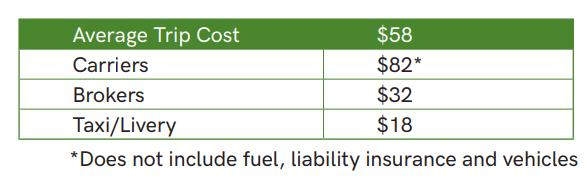 Average Trip Cost $58
Carriers $82*
Brokers $32
Taxi/Livery $18
*Does not include fuel, liability insurance and vehicles